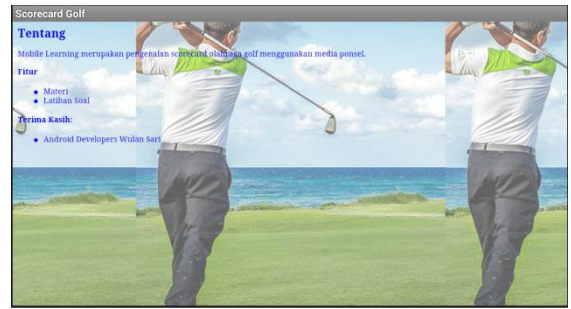 Scorecard Golf
Tentang
Mobile Learning merupakan pengenalan scorecard olahraga golf menggunakan media ponsel.
Fitur
Materi
Latihan Soal
Terima Kasih:
Android Developers Wulan Sari